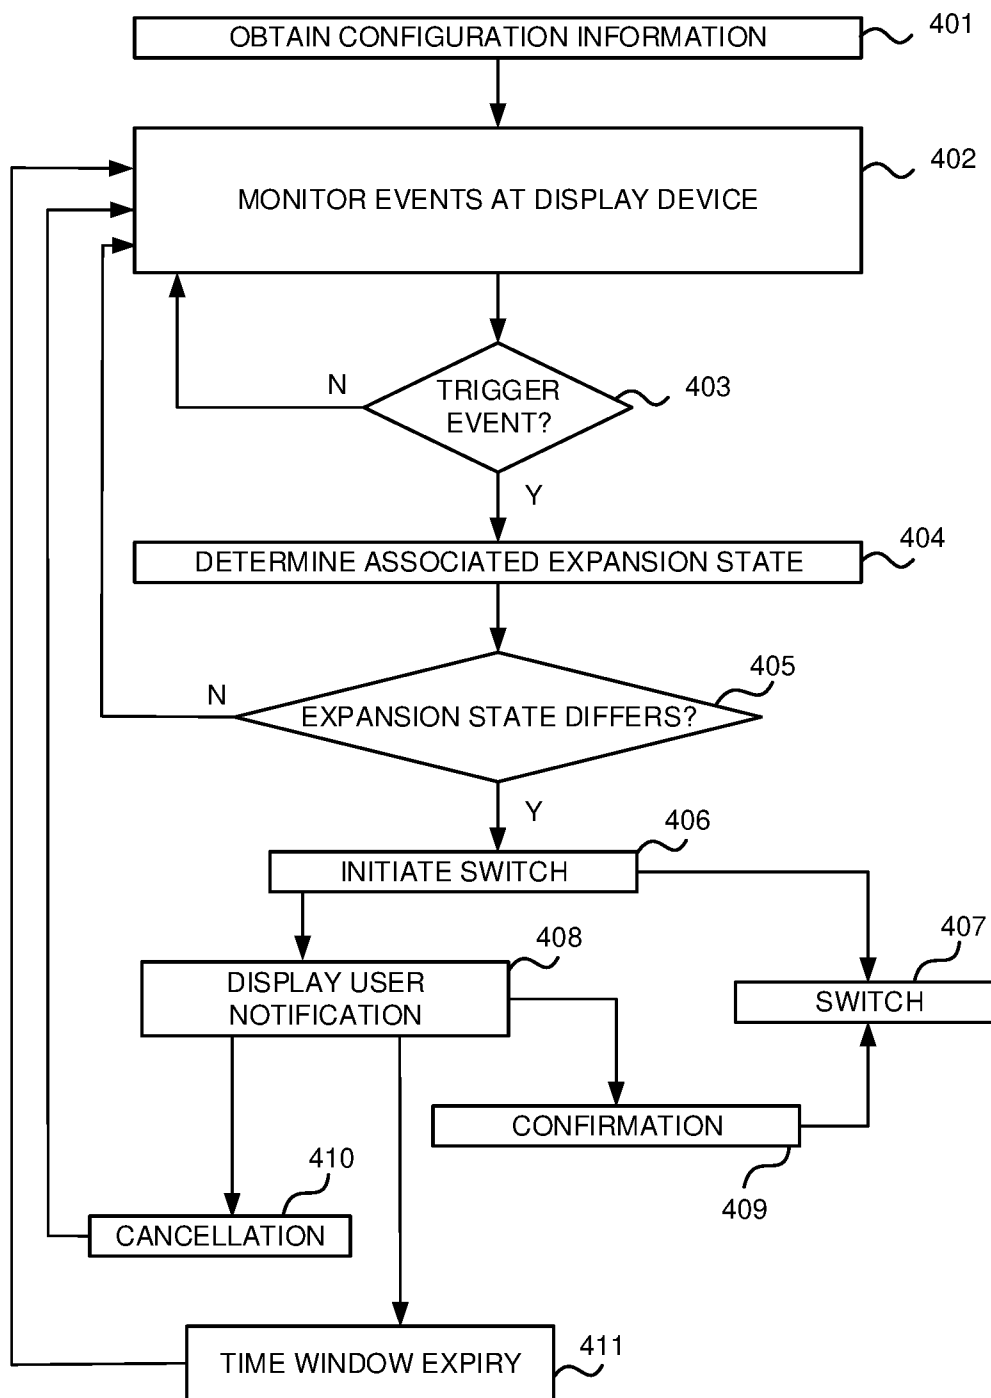 OBTAIN CONFIGURATION INFORMATION
401
MONITOR EVENTS AT DISPLAY DEVICE
402
N
TRIGGER
EVENT?
403
Y
DETERMINE ASSOCIATED EXPANSION STATE
404
N
EXPANSION STATE DIFFERS?
405
Y
INITIATE SWITCH
406
DISPLAY USER
NOTIFICATION
408
SWITCH
407
CONFIRMATION
409
CANCELLATION
410
TIME WINDOW EXPIRY
411